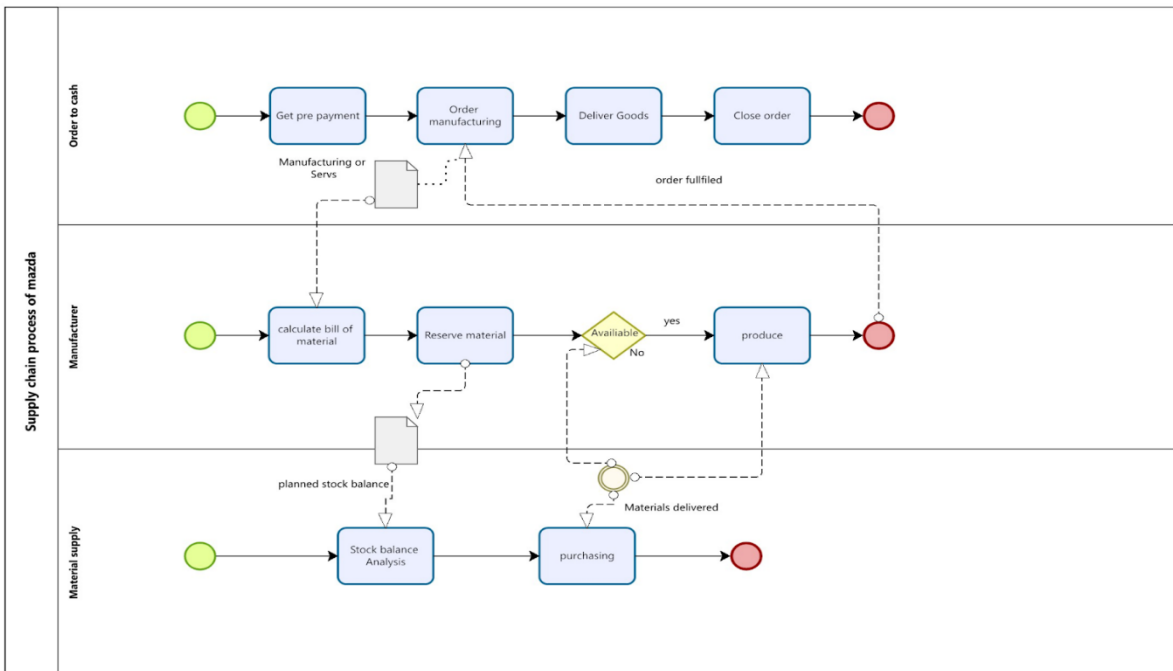 Supply chain process of mazda
Order to cash
Get pre payment
Order
manufacturing
Deliver Goods
Close order
Manufacturing or
Servs
order fullfiled
Manufacturer
calculate bill of
material
Reserve material
Availiable
yes
No
produce
Material supply
planned stock balance
Materials delivered
Stock balance
Analysis
purchasing